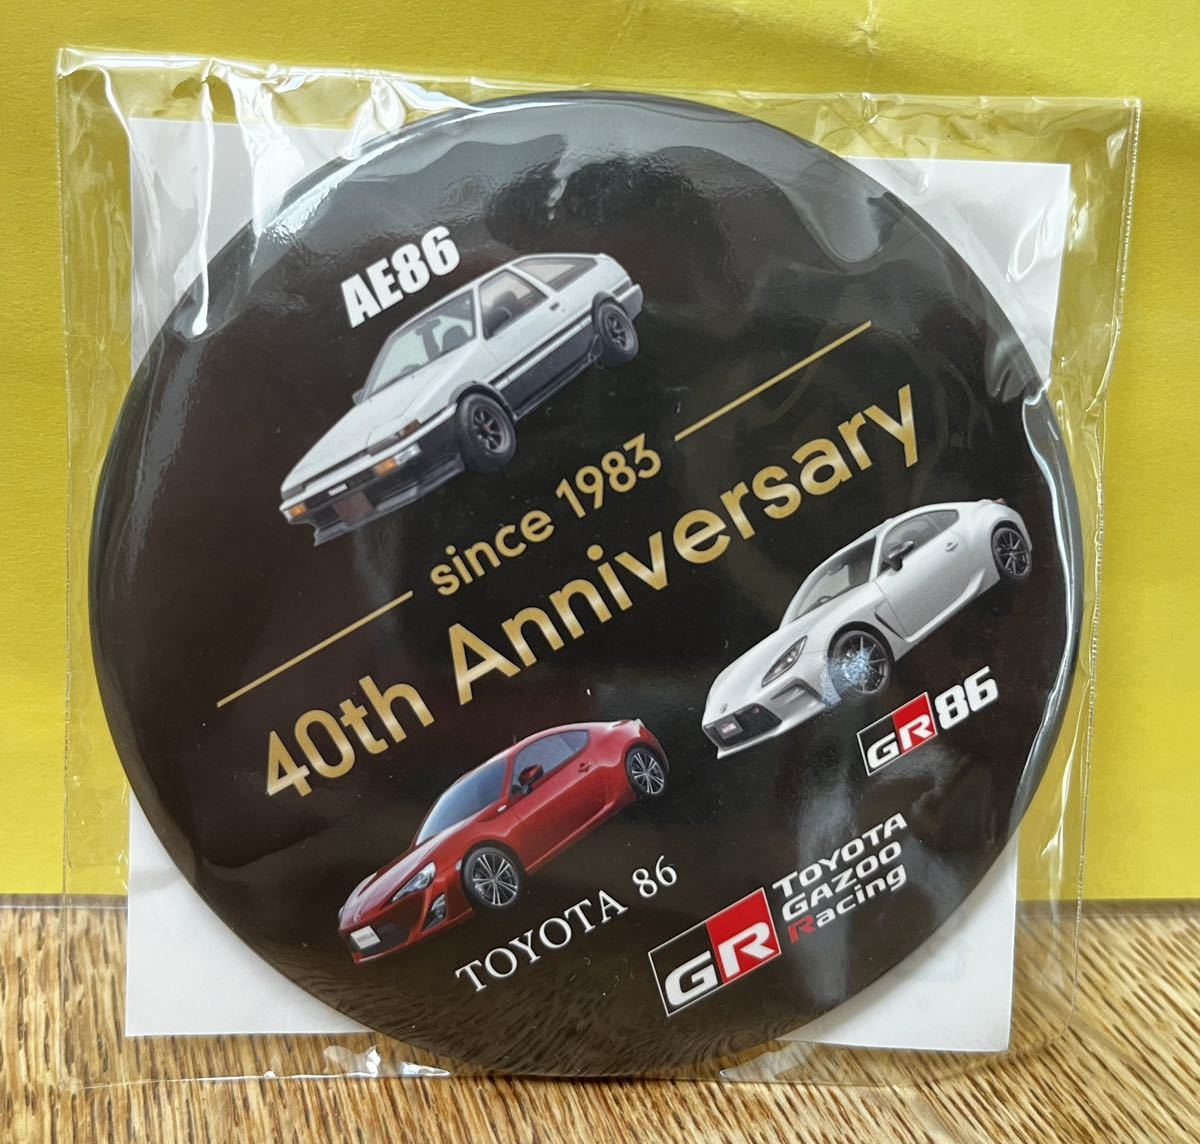 AE86
since 1983
40th Anniversary
GR86
TOYOTA 86
GR
TOYOTA
GAZOO
Racing